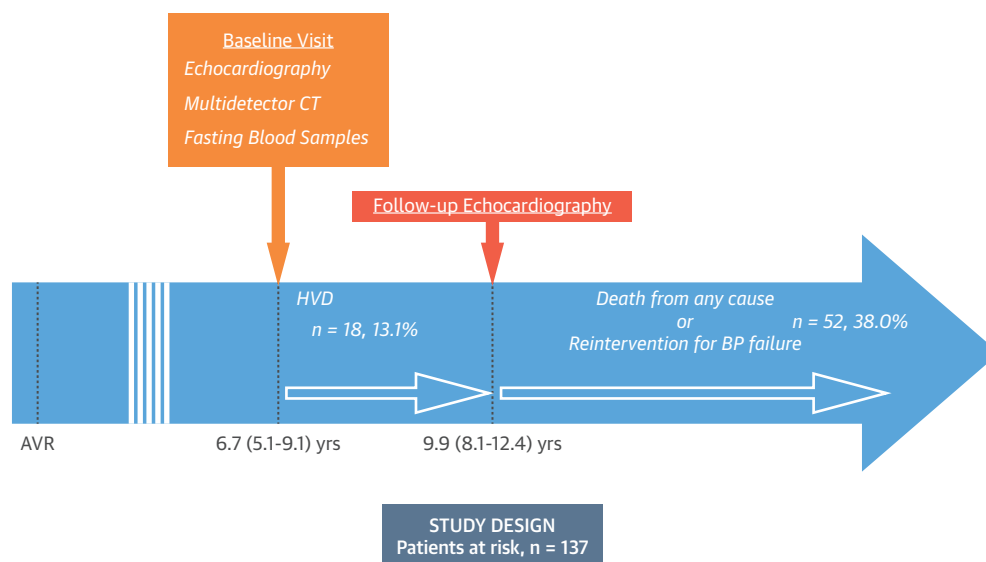 Baseline Visit
Echocardiography
Multidetector CT
Fasting Blood Samples
Follow-up Echocardiography
HVD
n = 18, 13.1%
Death from any cause
or
Reintervention for BP failure
n = 52, 38.0%
AVR
6.7 (5.1-9.1) yrs
9.9 (8.1-12.4) yrs
STUDY DESIGN
Patients at risk, n = 137